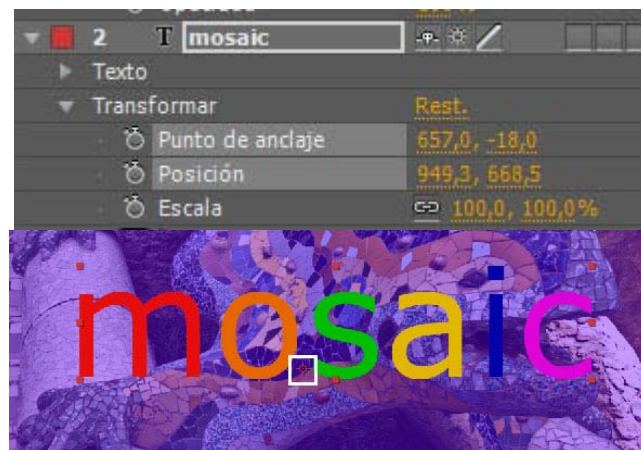 2 T mosaic
Texto
Transformar Rest.
Punto de anclaje 657,0, -18,0
Posición 949,3, 668,5
Escala 100,0, 100,0%
mosaic